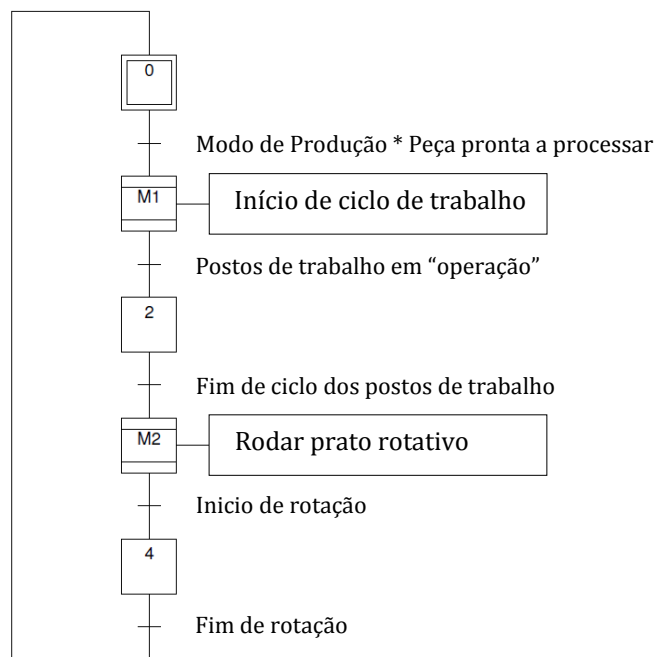 0
Modo de Produção * Peça pronta a processar
M1
Início de ciclo de trabalho
Postos de trabalho em “operação”
2
Fim de ciclo dos postos de trabalho
M2
Rodar prato rotativo
Inicio de rotação
4
Fim de rotação